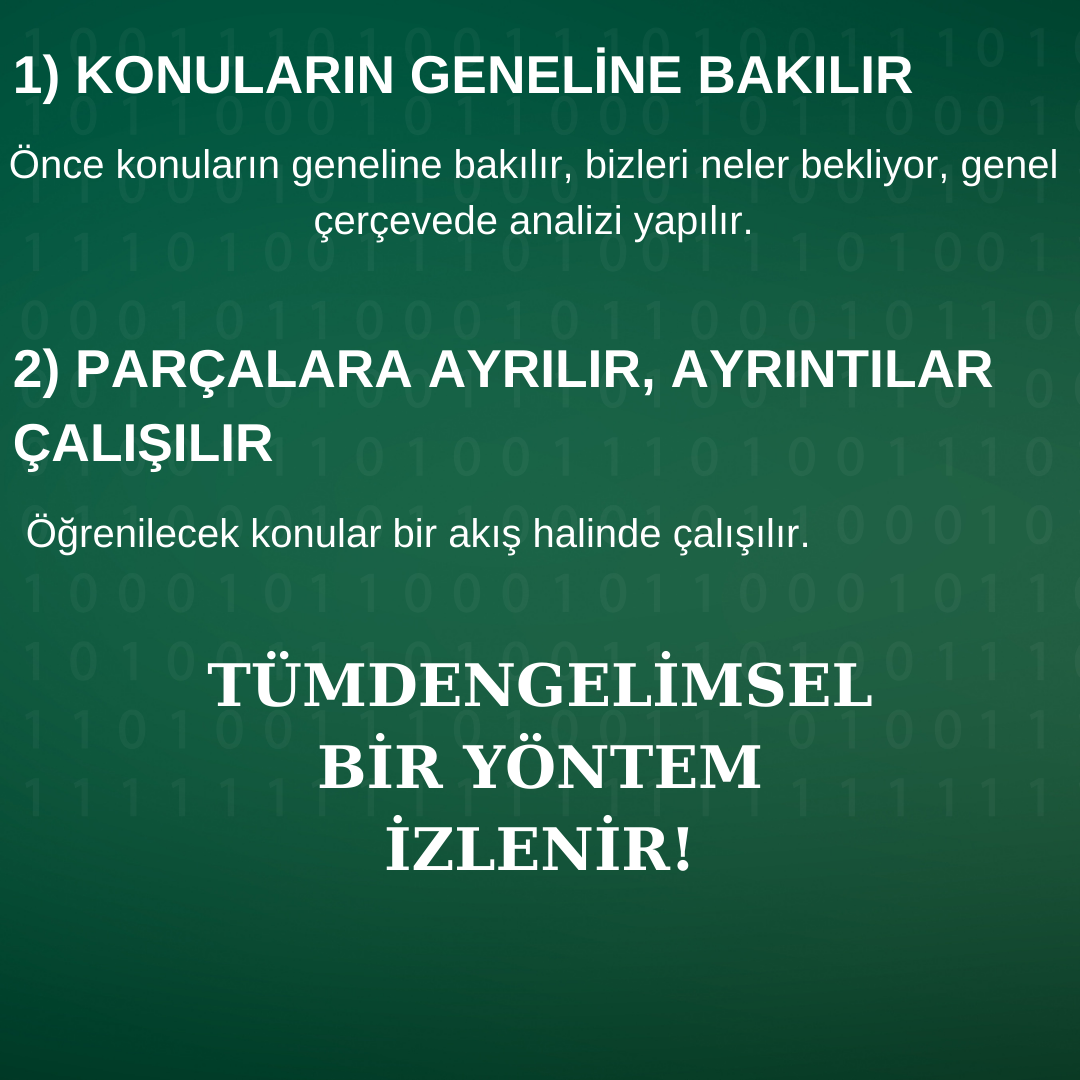 1) KONULARIN GENELİNE BAKILIR
Önce konuların geneline bakılır, bizleri neler bekliyor, genel
çerçevede analizi yapılır.
2) PARÇALARA AYRILIR, AYRINTILAR
ÇALIŞILIR
Öğrenilecek konular bir akış halinde çalışılır.
TÜMDENGELİMSEL
BİR YÖNTEM
İZLENİR!